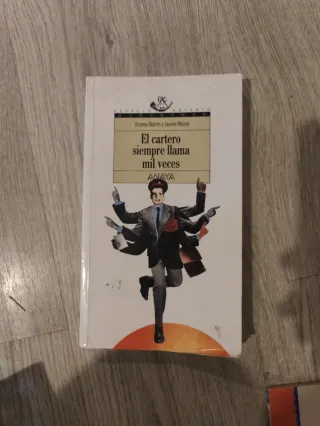 Andreu Martín y Jaume Ribera
El cartero
siempre llama
mil veces
ANAYA